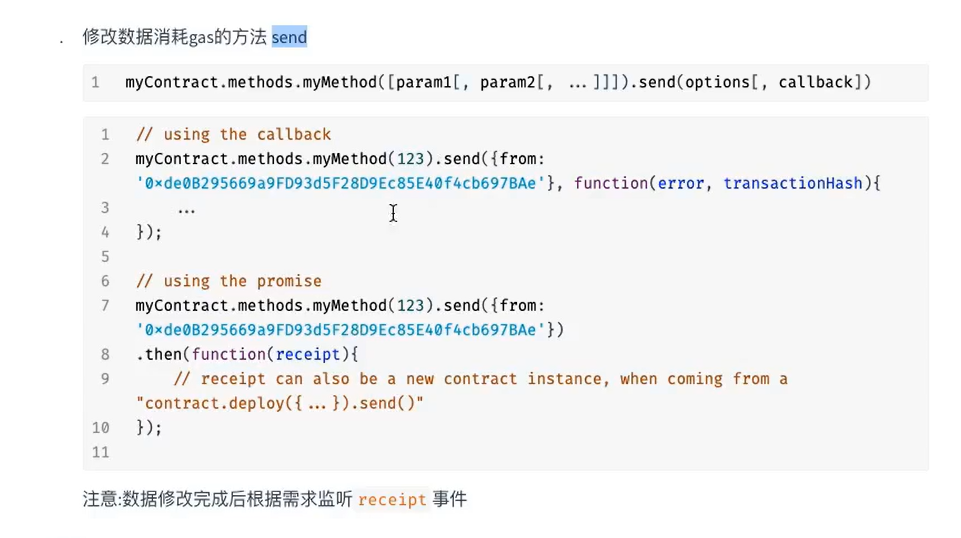 . 修改数据消耗gas的方法 send
1 myContract.methods.myMethod([param1[, param2[, ...]]]).send(options[, callback])
1 // using the callback
2 myContract.methods.myMethod(123).send({from:
'0xde0B295669a9FD93d5F28D9Ec85E40f4cb697BAe'}, function(error, transactionHash){
3 ...
4 });
5
6 // using the promise
7 myContract.methods.myMethod(123).send({from:
'0xde0B295669a9FD93d5F28D9Ec85E40f4cb697BAe'})
8 .then(function(receipt){
9 // receipt can also be a new contract instance, when coming from a
"contract.deploy({...}).send()"
10 });
11
注意:数据修改完成后根据需求监听 receipt 事件